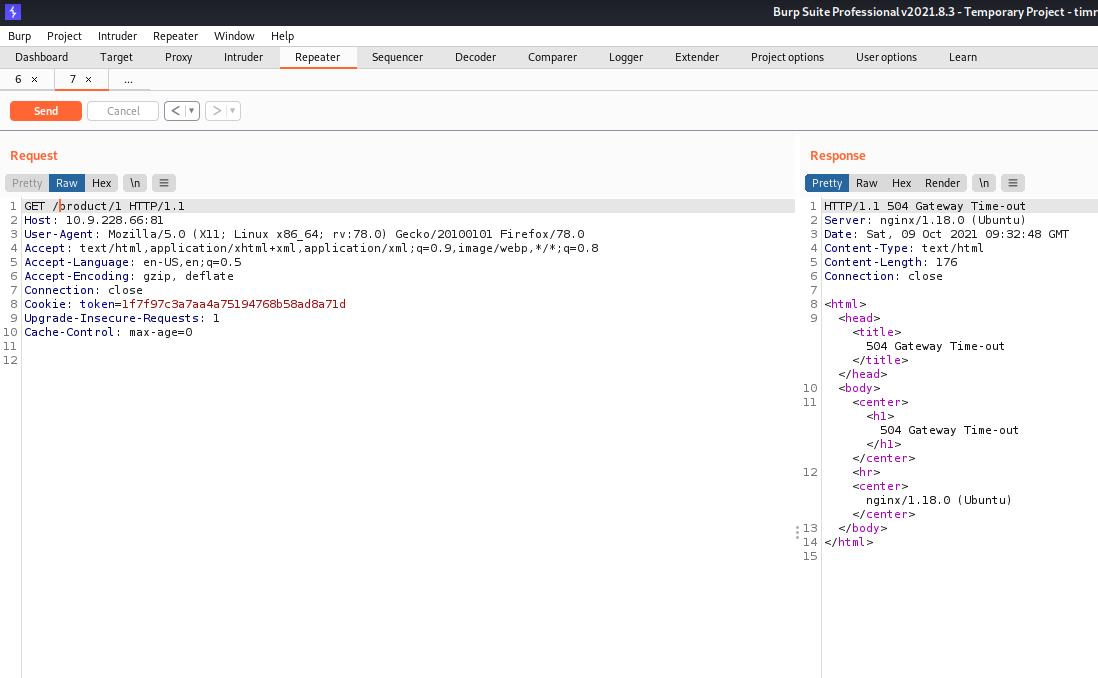 Burp Suite Professional v2021.8.3 - Temporary Project - timr
Burp Project Intruder Repeater Window Help
Dashboard Target Proxy Intruder Repeater Sequencer Decoder Comparer Logger Extender Project options User options Learn
6 × 7 × ...
Send Cancel < ▼ > ▼
Request
Pretty Raw Hex \n ≡
1 GET /product/1 HTTP/1.1
2 Host: 10.9.228.66:81
3 User-Agent: Mozilla/5.0 (X11; Linux x86_64; rv:78.0) Gecko/20100101 Firefox/78.0
4 Accept: text/html,application/xhtml+xml,application/xml;q=0.9,image/webp,*/*;q=0.8
5 Accept-Language: en-US,en;q=0.5
6 Accept-Encoding: gzip, deflate
7 Connection: close
8 Cookie: token=1f7f97c3a7aa4a75194768b58ad8a71d
9 Upgrade-Insecure-Requests: 1
10 Cache-Control: max-age=0
11
12
Response
Pretty Raw Hex Render \n ≡
1 HTTP/1.1 504 Gateway Time-out
2 Server: nginx/1.18.0 (Ubuntu)
3 Date: Sat, 09 Oct 2021 09:32:48 GMT
4 Content-Type: text/html
5 Content-Length: 176
6 Connection: close
7
8 <html>
9 <head>
<title>
504 Gateway Time-out
</title>
</head>
10 <body>
11 <center>
<h1>
504 Gateway Time-out
</h1>
</center>
12 <hr>
<center>
nginx/1.18.0 (Ubuntu)
</center>
13 </body>
14 </html>
15